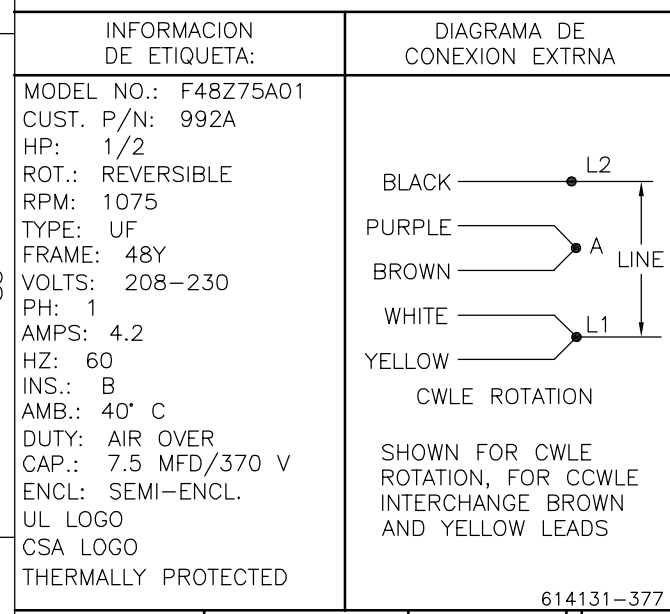 INFORMACION
DE ETIQUETA:
MODEL NO.: F48Z75A01
CUST. P/N: 992A
HP: 1/2
ROT.: REVERSIBLE
RPM: 1075
TYPE: UF
FRAME: 48Y
VOLTS: 208-230
PH: 1
AMPS: 4.2
HZ: 60
INS.: B
AMB.: 40° C
DUTY: AIR OVER
CAP.: 7.5 MFD/370 V
ENCL: SEMI-ENCL.
UL LOGO
CSA LOGO
THERMALLY PROTECTED
DIAGRAMA DE
CONEXION EXTRNA
L2
BLACK
PURPLE
A
LINE
BROWN
WHITE
L1
YELLOW
CWLE ROTATION
SHOWN FOR CWLE
ROTATION, FOR CCWLE
INTERCHANGE BROWN
AND YELLOW LEADS
614131-377